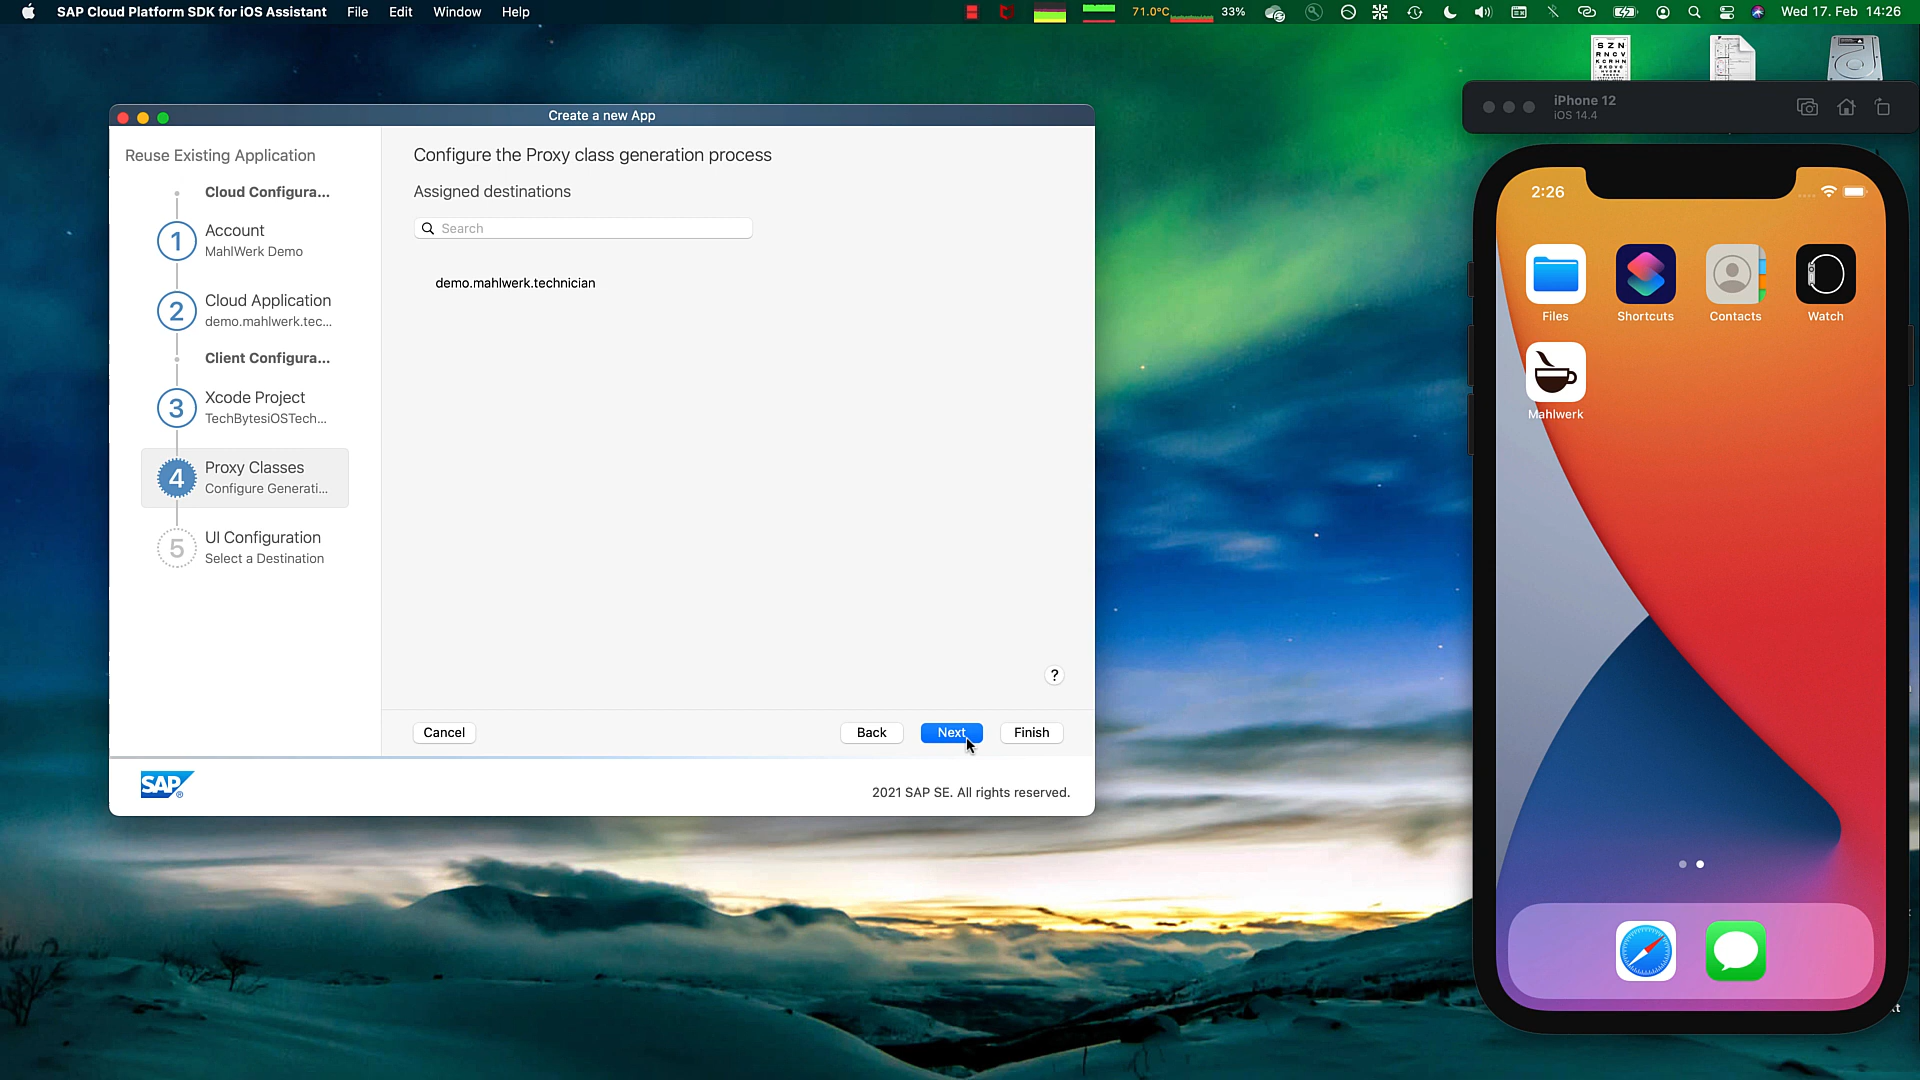 SAP Cloud Platform SDK for iOS Assistant File Edit Window Help
71.0°C 33% Wed 17. Feb 14:26
Create a new App
Reuse Existing Application
Cloud Configura...
1 Account
MahlWerk Demo
2 Cloud Application
demo.mahlwerk.tec...
Client Configura...
3 Xcode Project
TechBytesiOSTech...
4 Proxy Classes
Configure Generati...
5 UI Configuration
Select a Destination
Configure the Proxy class generation process
Assigned destinations
Search
demo.mahlwerk.technician
?
Cancel Back Next Finish
SAP®
2021 SAP SE. All rights reserved.
S Z N
R N C V
K C R H N
Z K D V C
iPhone 12
iOS 14.4
2:26
Files Shortcuts Contacts Watch
Mahlwerk